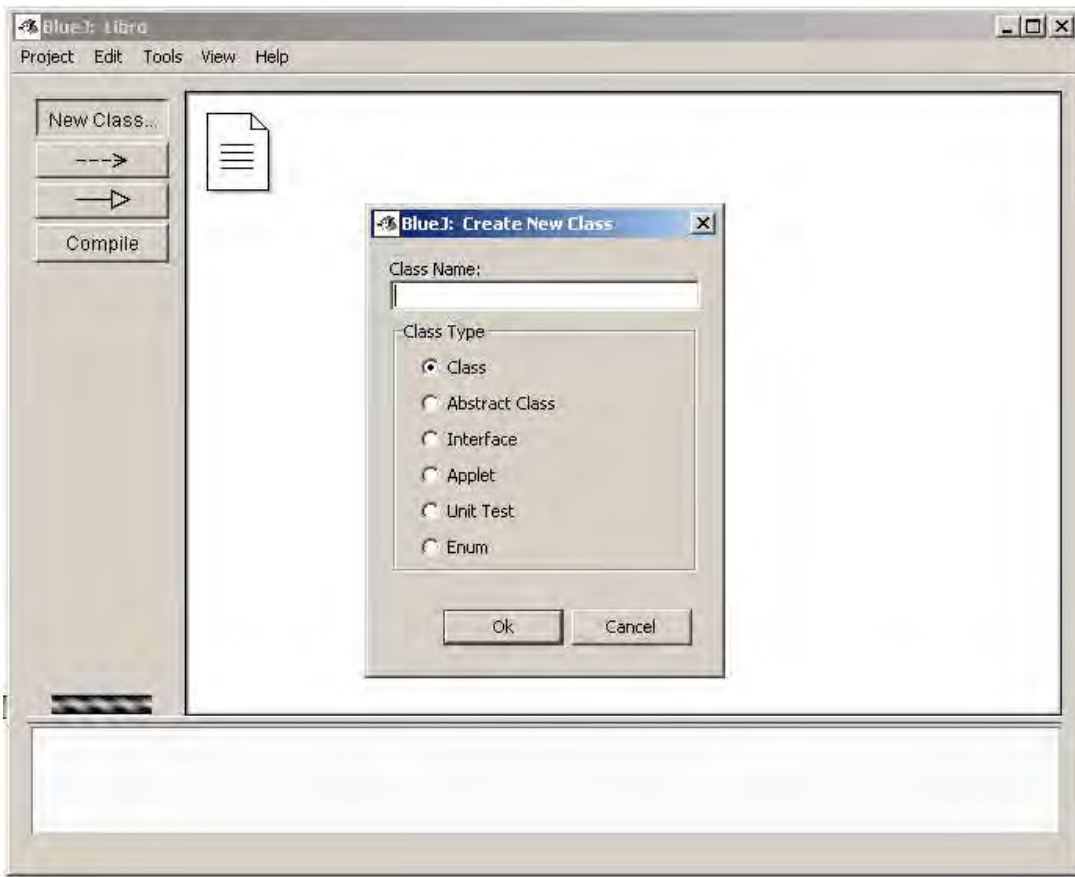 BlueJ: Libro
Project Edit Tools View Help
New Class...
Compile
BlueJ: Create New Class
Class Name:
Class Type
Class
Abstract Class
Interface
Applet
Unit Test
Enum
Ok Cancel